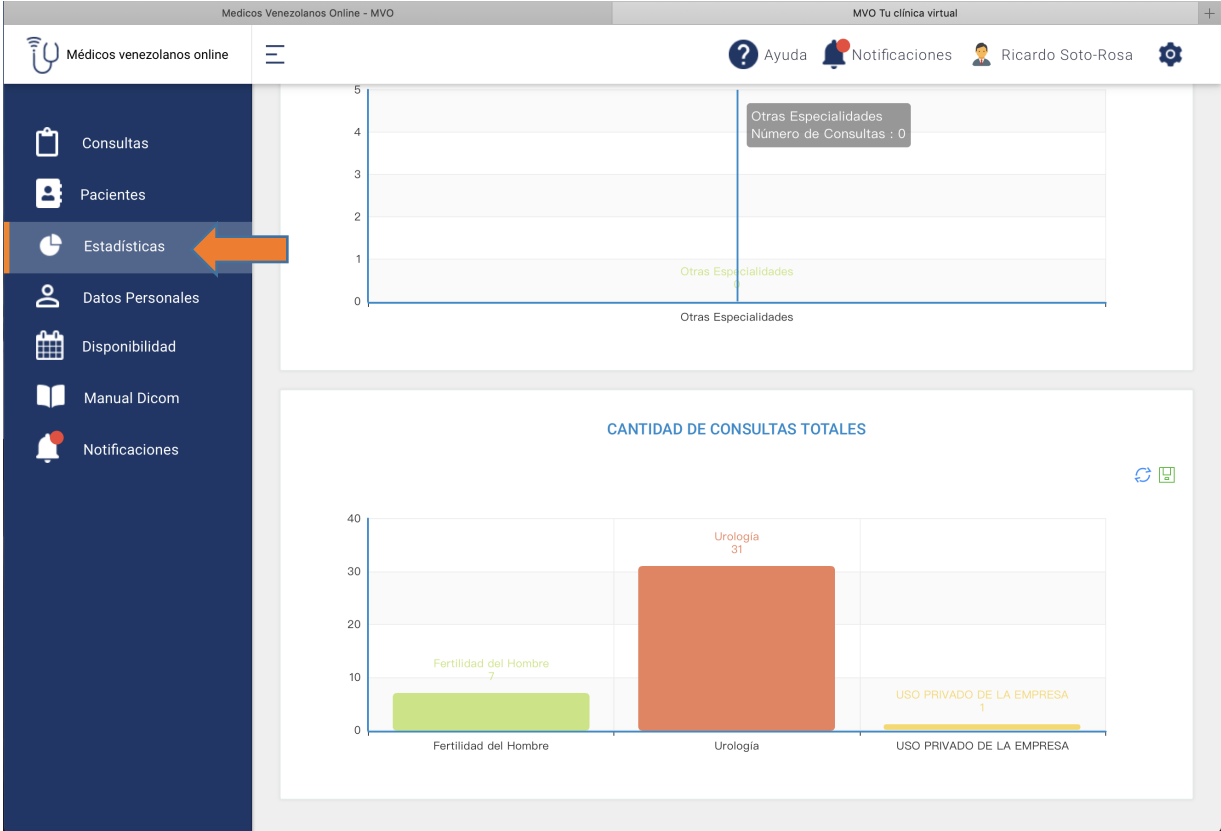 Medicos Venezolanos Online - MVO
MVO Tu clínica virtual
Médicos venezolanos online
Ayuda
Notificaciones
Ricardo Soto-Rosa
Consultas
Pacientes
Estadísticas
Datos Personales
Disponibilidad
Manual Dicom
Notificaciones
5
4
3
2
1
0
Otras Especialidades
Número de Consultas : 0
Otras Especialidades
0
Otras Especialidades
CANTIDAD DE CONSULTAS TOTALES
40
30
20
10
0
Fertilidad del Hombre
7
Urología
31
USO PRIVADO DE LA EMPRESA
1
Fertilidad del Hombre
Urología
USO PRIVADO DE LA EMPRESA